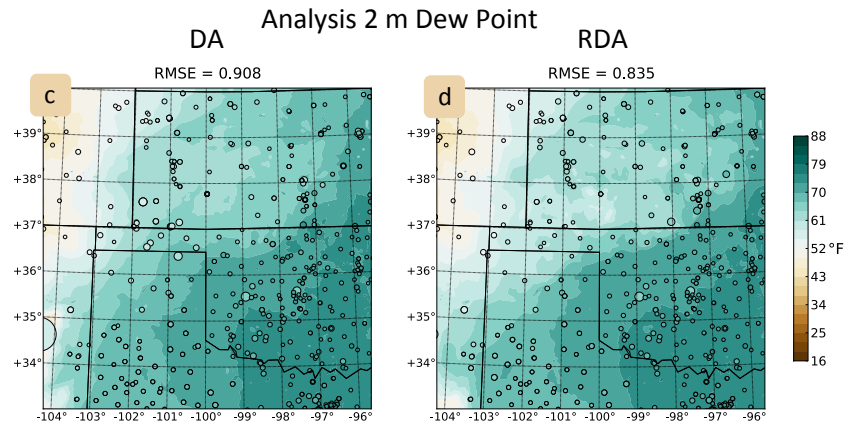 Analysis 2 m Dew Point
DA
RDA
RMSE = 0.908
RMSE = 0.835
c
d
+39°
+38°
+37°
+36°
+35°
+34°
-104° -103° -102° -101° -100° -99° -98° -97° -96°
+39°
+38°
+37°
+36°
+35°
+34°
-104° -103° -102° -101° -100° -99° -98° -97° -96°
88
79
70
61
52 °F
43
34
25
16